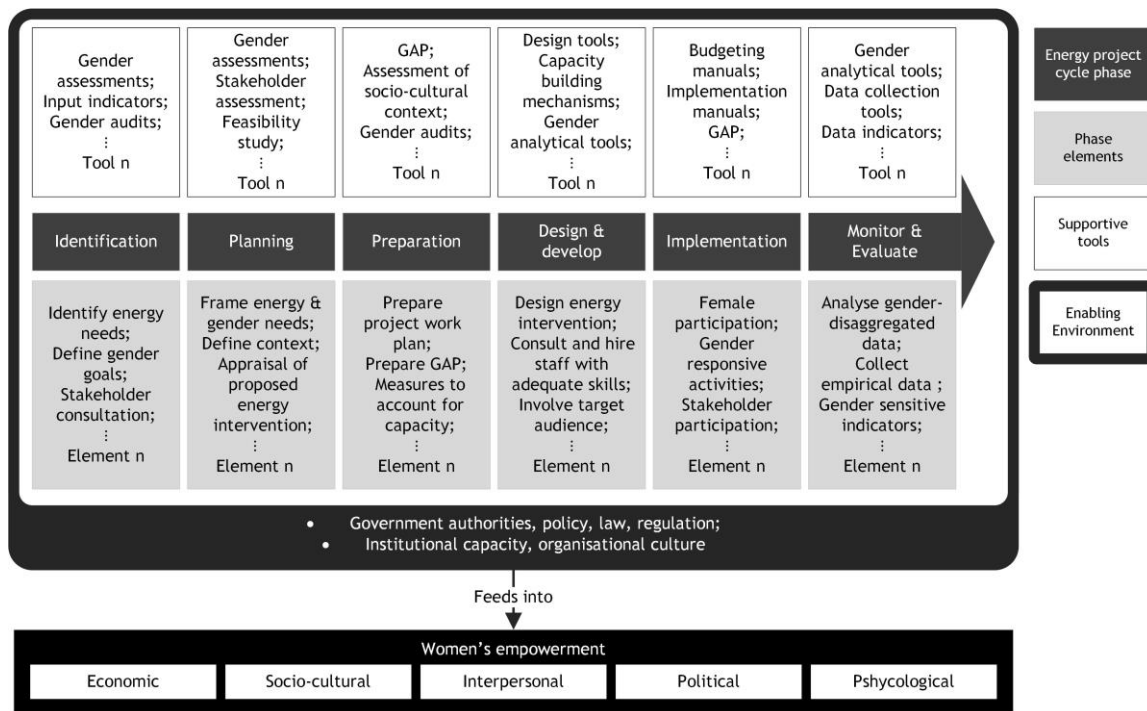 Gender
assessments;
Input indicators;
Gender audits;
⋮
Tool n
Gender
assessments;
Stakeholder
assessment;
Feasibility
study;
⋮
Tool n
GAP;
Assessment of
socio-cultural
context;
Gender audits;
⋮
Tool n
Design tools;
Capacity
building
mechanisms;
Gender
analytical tools;
⋮
Tool n
Budgeting
manuals;
Implementation
manuals;
GAP;
⋮
Tool n
Gender
analytical tools;
Data collection
tools;
Data indicators;
⋮
Tool n
Identification
Planning
Preparation
Design &
develop
Implementation
Monitor &
Evaluate
Identify energy
needs;
Define gender
goals;
Stakeholder
consultation;
⋮
Element n
Frame energy &
gender needs;
Define context;
Appraisal of
proposed
energy
intervention;
⋮
Element n
Prepare
project work
plan;
Prepare GAP;
Measures to
account for
capacity;
⋮
Element n
Design energy
intervention;
Consult and hire
staff with
adequate skills;
Involve target
audience;
⋮
Element n
Female
participation;
Gender
responsive
activities;
Stakeholder
participation;
⋮
Element n
Analyse gender-
disaggregated
data;
Collect
empirical data ;
Gender sensitive
indicators;
⋮
Element n
• Government authorities, policy, law, regulation;
• Institutional capacity, organisational culture
Energy project
cycle phase
Phase
elements
Supportive
tools
Enabling
Environment
Feeds into
Women's empowerment
Economic
Socio-cultural
Interpersonal
Political
Pshycological